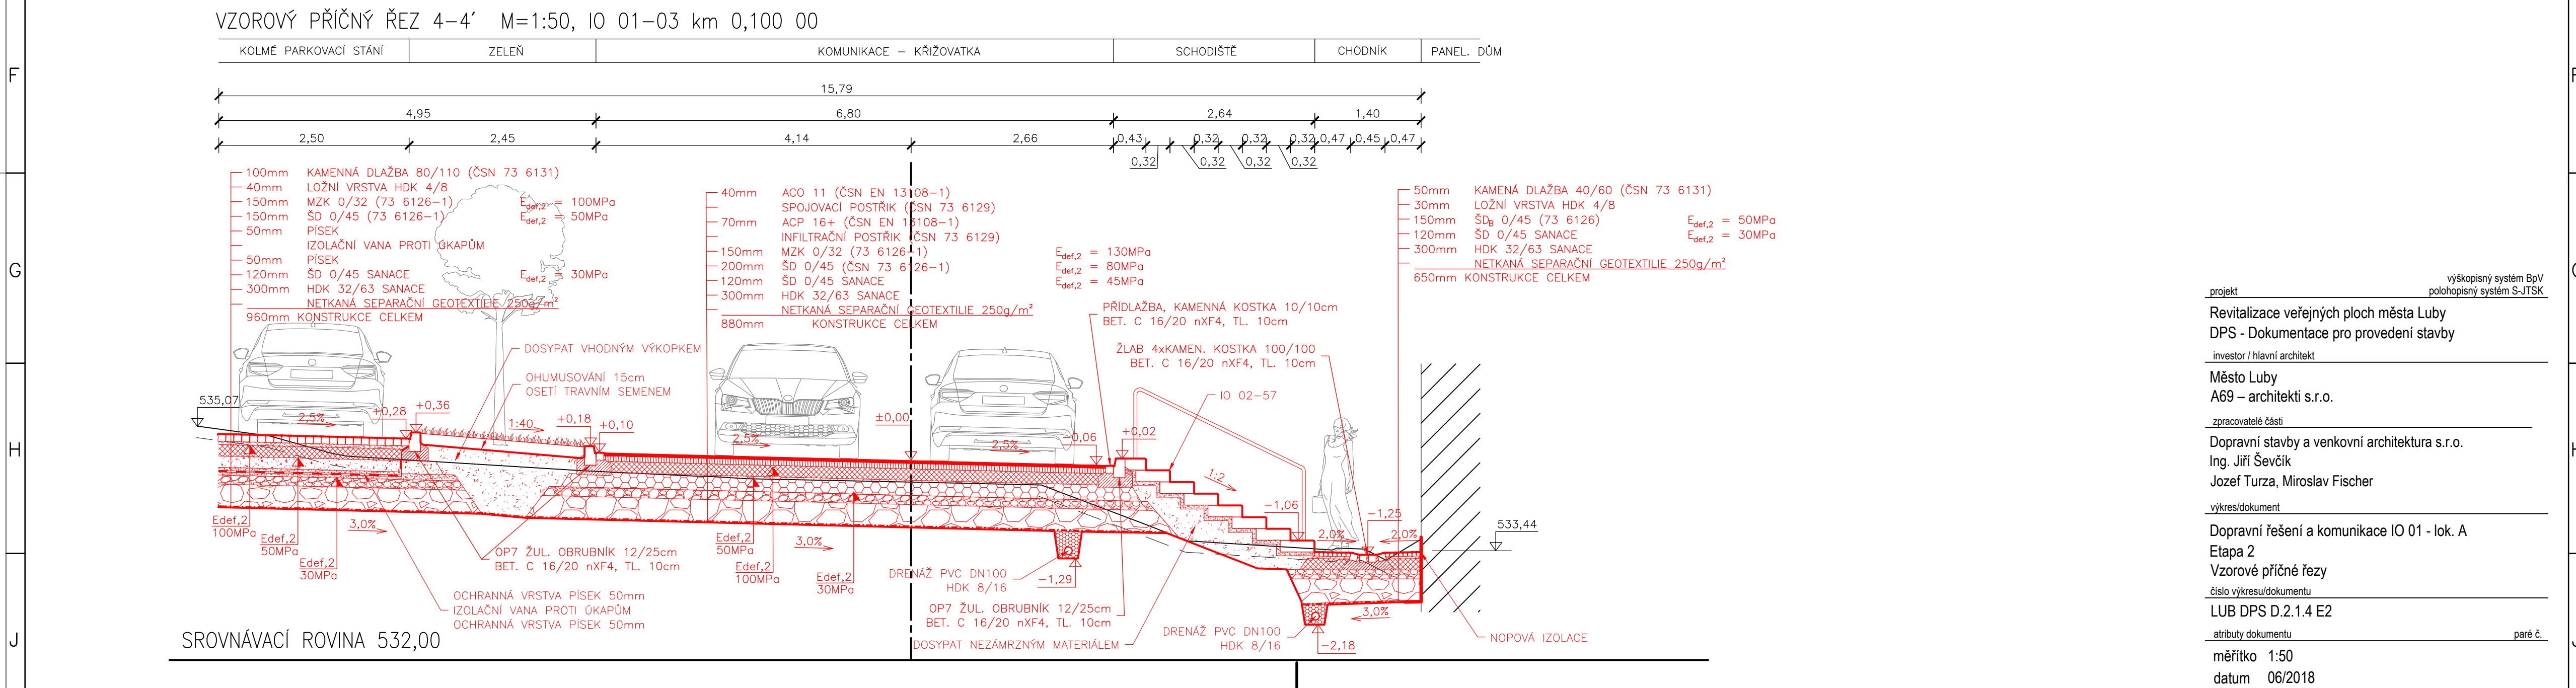 VZOROVÝ PŘÍČNÝ ŘEZ 4-4′ M=1:50, IO 01-03 km 0,100 00
KOLMÉ PARKOVACÍ STÁNÍ
ZELEŇ
KOMUNIKACE - KŘIŽOVATKA
SCHODIŠTĚ
CHODNÍK
PANEL. DŮM
15,79
4,95
6,80
2,64
1,40
2,50
2,45
4,14
2,66
0,43
0,32
0,32
0,32
0,47
0,45
0,47
0,32
0,32
0,32
0,32
100mm KAMENNÁ DLAŽBA 80/110 (ČSN 73 6131)
40mm LOŽNÍ VRSTVA HDK 4/8
150mm MZK 0/32 (73 6126-1) Edef,2 = 100MPa
150mm ŠD 0/45 (73 6126-1) Edef,2 = 50MPa
50mm PÍSEK
IZOLAČNÍ VANA PROTI ÚKAPŮM
50mm PÍSEK
120mm ŠD 0/45 SANACE Edef,2 = 30MPa
300mm HDK 32/63 SANACE
NETKANÁ SEPARAČNÍ GEOTEXTILIE 250g/m²
960mm KONSTRUKCE CELKEM
40mm ACO 11 (ČSN EN 13108-1)
SPOJOVACÍ POSTŘIK (ČSN 73 6129)
70mm ACP 16+ (ČSN EN 13108-1)
INFILTRAČNÍ POSTŘIK (ČSN 73 6129)
150mm MZK 0/32 (73 6126-1) Edef,2 = 130MPa
200mm ŠD 0/45 (ČSN 73 6126-1) Edef,2 = 80MPa
120mm ŠD 0/45 SANACE Edef,2 = 45MPa
300mm HDK 32/63 SANACE
NETKANÁ SEPARAČNÍ GEOTEXTILIE 250g/m²
880mm KONSTRUKCE CELKEM
50mm KAMENÁ DLAŽBA 40/60 (ČSN 73 6131)
30mm LOŽNÍ VRSTVA HDK 4/8
150mm ŠDB 0/45 (73 6126) Edef,2 = 50MPa
120mm ŠD 0/45 SANACE Edef,2 = 30MPa
300mm HDK 32/63 SANACE
NETKANÁ SEPARAČNÍ GEOTEXTILIE 250g/m²
650mm KONSTRUKCE CELKEM
PŘÍDLAŽBA, KAMENNÁ KOSTKA 10/10cm
BET. C 16/20 nXF4, TL. 10cm
ŽLAB 4xKAMEN. KOSTKA 100/100
BET. C 16/20 nXF4, TL. 10cm
DOSYPAT VHODNÝM VÝKOPKEM
OHUMUSOVÁNÍ 15cm
OSETÍ TRAVNÍM SEMENEM
IO 02-57
535,07
2,5%
+0,28
+0,36
1:40
+0,18
+0,10
2,5%
±0,00
2,5%
-0,06
+0,02
1:2
-1,06
-1,25
2,0%
2,0%
533,44
Edef,2
100MPa
Edef,2
50MPa
Edef,2
30MPa
3,0%
OP7 ŽUL. OBRUBNÍK 12/25cm
BET. C 16/20 nXF4, TL. 10cm
OCHRANNÁ VRSTVA PÍSEK 50mm
IZOLAČNÍ VANA PROTI ÚKAPŮM
OCHRANNÁ VRSTVA PÍSEK 50mm
Edef,2
50MPa
Edef,2
100MPa
Edef,2
30MPa
3,0%
DRENÁŽ PVC DN100
HDK 8/16
-1,29
OP7 ŽUL. OBRUBNÍK 12/25cm
BET. C 16/20 nXF4, TL. 10cm
DOSYPAT NEZÁMRZNÝM MATERIÁLEM
DRENÁŽ PVC DN100
HDK 8/16
3,0%
-2,18
NOPOVÁ IZOLACE
SROVNÁVACÍ ROVINA 532,00
F
G
H
J
výškopisný systém BpV
projekt polohopisný systém S-JTSK
Revitalizace veřejných ploch města Luby
DPS - Dokumentace pro provedení stavby
investor / hlavní architekt
Město Luby
A69 – architekti s.r.o.
zpracovatelé části
Dopravní stavby a venkovní architektura s.r.o.
Ing. Jiří Ševčík
Jozef Turza, Miroslav Fischer
výkres/dokument
Dopravní řešení a komunikace IO 01 - lok. A
Etapa 2
Vzorové příčné řezy
číslo výkresu/dokumentu
LUB DPS D.2.1.4 E2
atributy dokumentu paré č.
měřítko 1:50
datum 06/2018